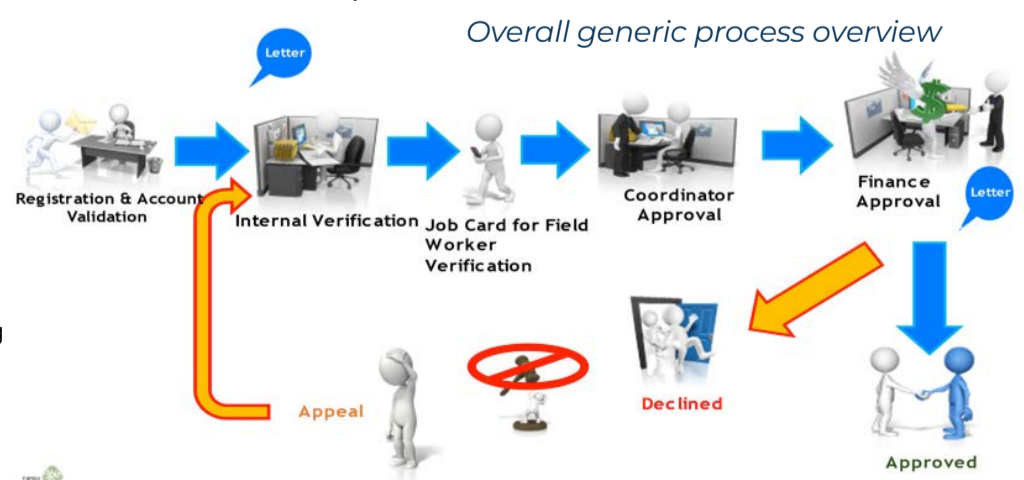 Overall generic process overview
Letter
Registration & Account
Validation
Internal Verification
Job Card for Field
Worker
Verification
Coordinator
Approval
Finance
Approval
Letter
g
Declined
Appeal
Approved